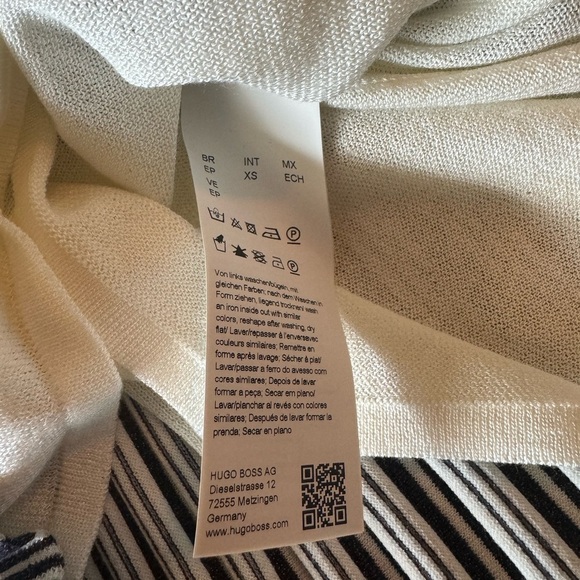 BR INT MX
EP XS ECH
VE
EP
P
P
Von links waschen/bügeln, mit
gleichen Farben; nach dem Waschen in
Form ziehen, liegend trocknen/ wash
an iron inside out with similar
colors, reshape after washing, dry
flat/ Laver/repasser à l'envers avec
couleurs similaires; Remettre en
forme après lavage; Sécher à plat/
Lavar/passar a ferro do avesso com
cores similares; Depois de lavar
formar a peça; Secar em plano/
Lavar/planchar al revés con colores
similares; Después de lavar formar la
prenda; Secar en plano
HUGO BOSS AG
Dieselstrasse 12
72555 Metzingen
Germany
www.hugoboss.com